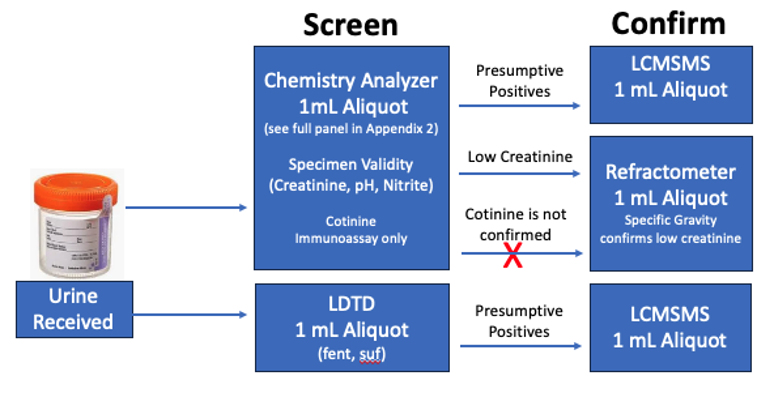 Screen
Confirm
Chemistry Analyzer
1mL Aliquot
(see full panel in Appendix 2)
Specimen Validity
(Creatinine, pH, Nitrite)
Cotinine
Immunoassay only
Presumptive
Positives
LCMSMS
1 mL Aliquot
Low Creatinine
Refractometer
1 mL Aliquot
Specific Gravity
confirms low creatinine
Cotinine is not
confirmed
X
Urine
Received
LDTD
1 mL Aliquot
(fent, suf)
Presumptive
Positives
LCMSMS
1 mL Aliquot